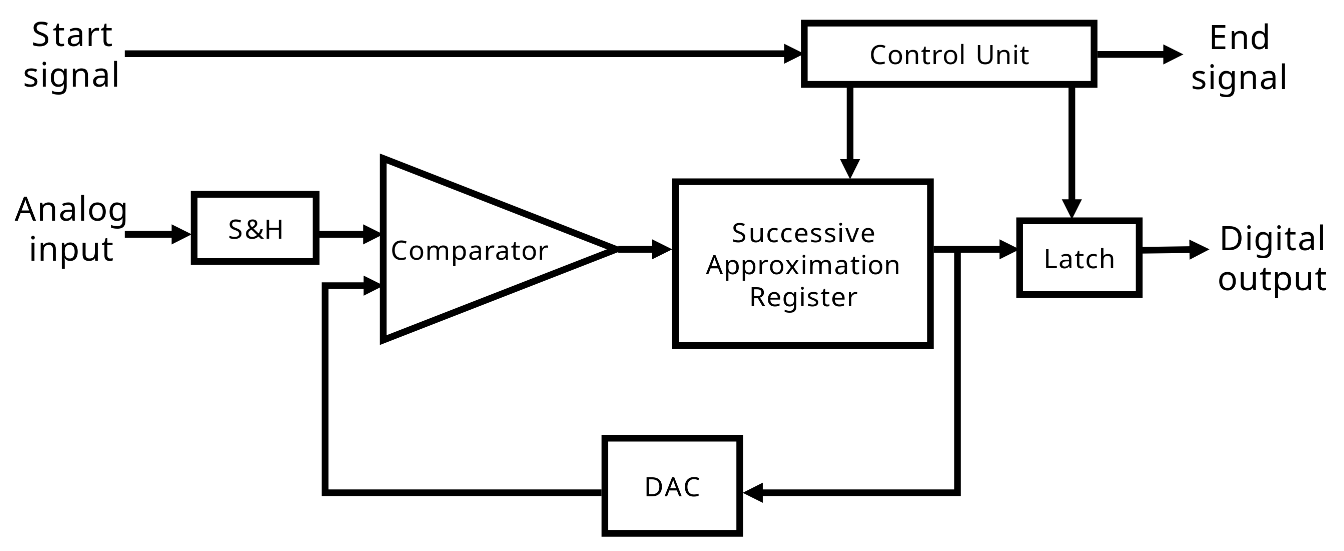 Start
signal
Control Unit
End
signal
Analog
input
S&H
Comparator
Successive
Approximation
Register
Latch
Digital
output
DAC